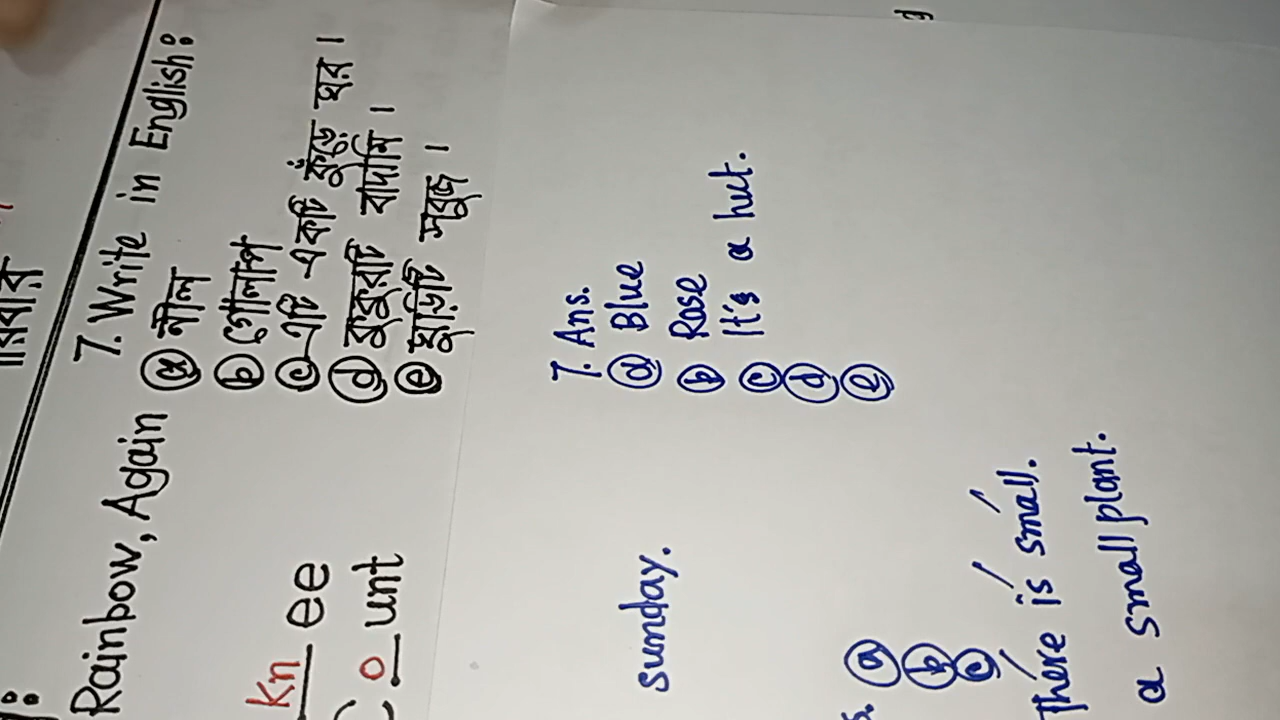 রিবার
7. Write in English:
Rainbow, Again
ⓐ নীল
ⓑ গোলাপ
ⓒ এটি একটি কুঁড়ে ঘর ।
ⓓ কুকুরটি বাদামি ।
ⓔ ঘুড়িটি সবুজ ।
kn ee
o unt
7. Ans.
ⓐ Blue
ⓑ Rose
ⓒ It's a hut.
ⓓ
ⓔ
sunday.
ⓐ
ⓑ
ⓒ
There is small.
a small plant.